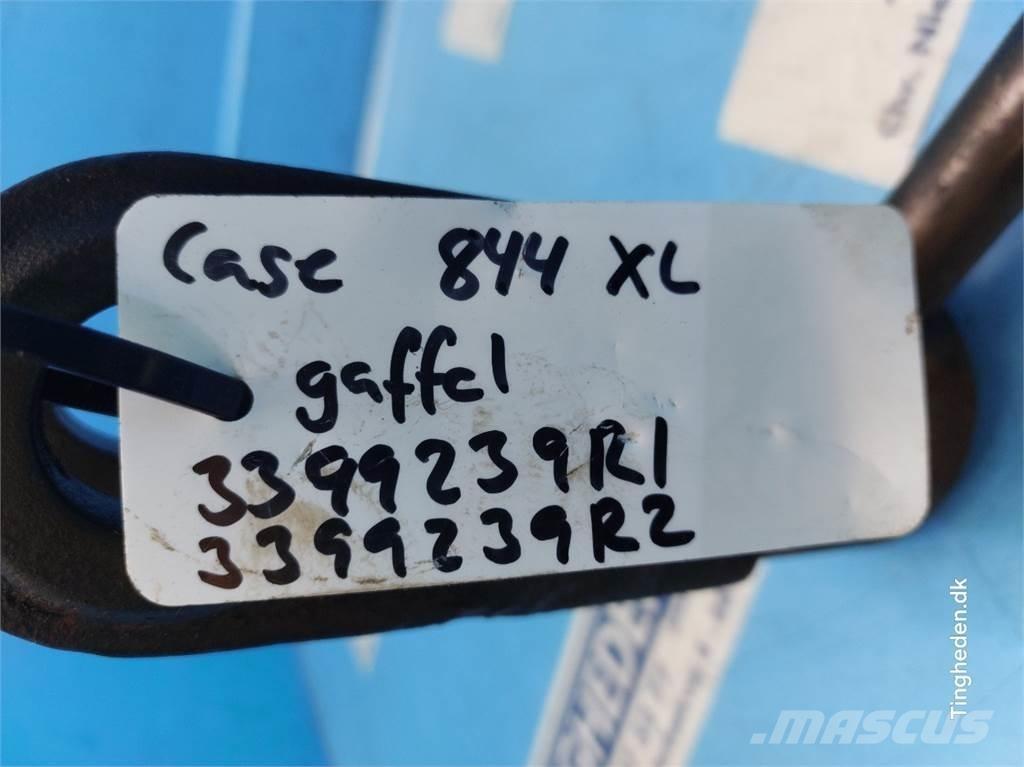 Case 844 XL
gaffel
3399239R1
3399239R2
Tingheden.dk
MASCUS